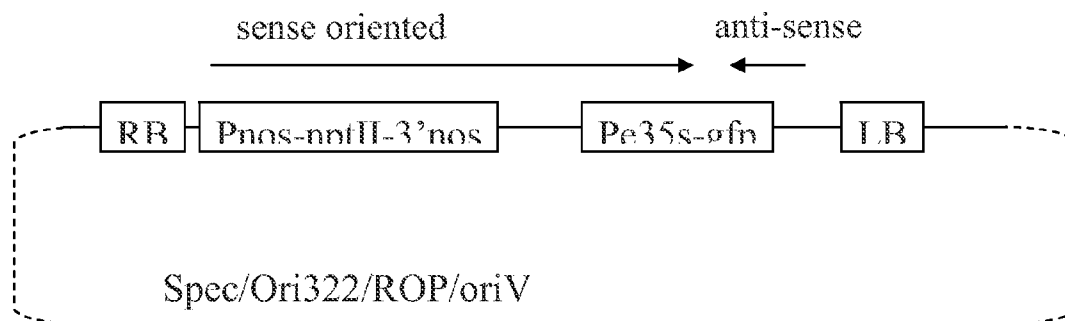 sense oriented anti-sense
RB Pnos-nptII-3'nos Pe35s-gfp LB
Spec/Ori322/ROP/oriV